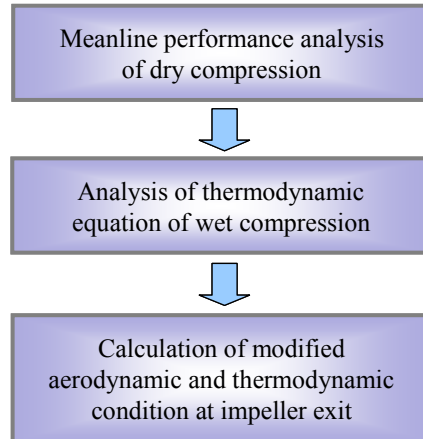 Meanline performance analysis
of dry compression
Analysis of thermodynamic
equation of wet compression
Calculation of modified
aerodynamic and thermodynamic
condition at impeller exit